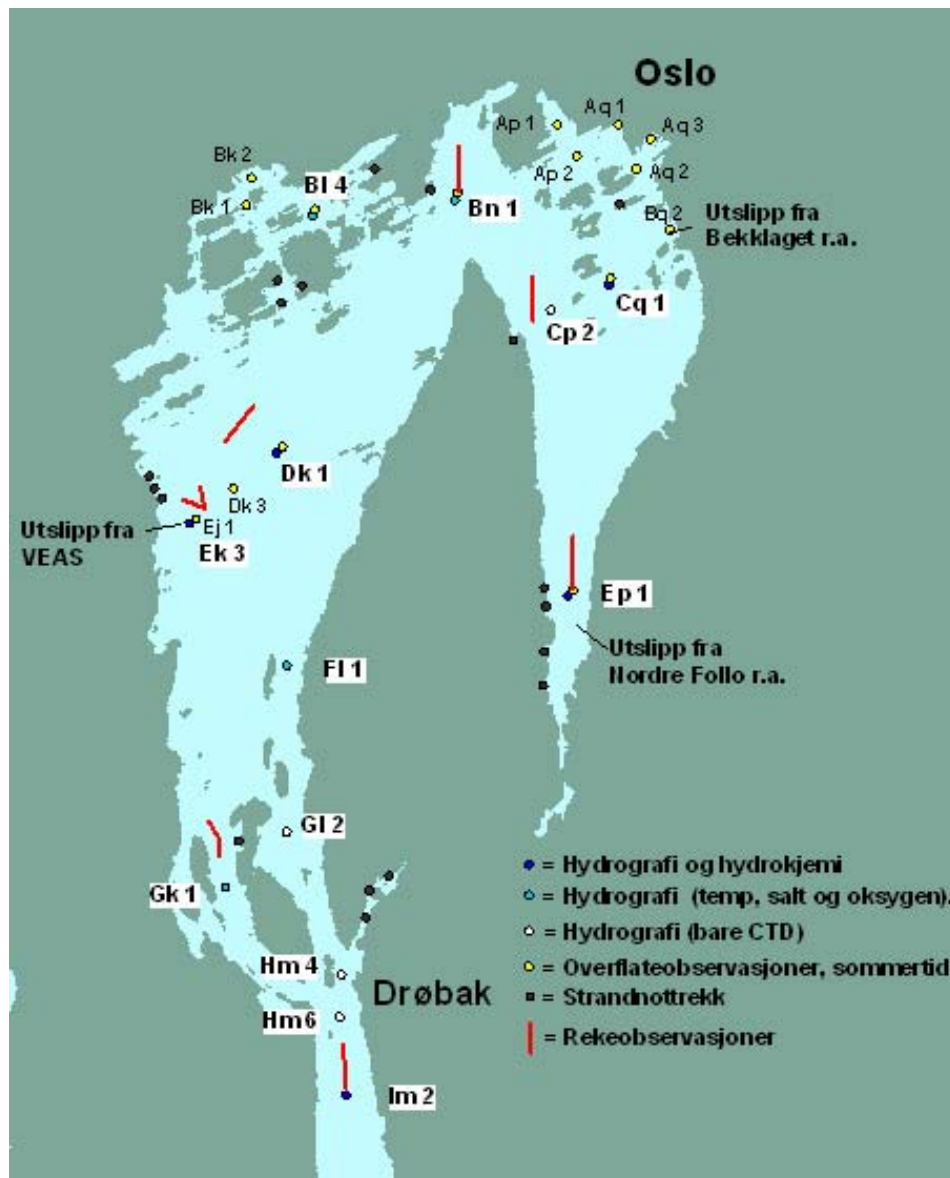 Oslo
Ap 1
Aq 1
Aq 3
Bk 2
Ap 2
Aq 2
Bl 4
Bk 1
Bn 1
Bq 2
Utslipp fra
Bekklaget r.a.
Cq 1
Cp 2
Dk 1
Dk 3
Utslipp fra
VEAS
Ej 1
Ek 3
Ep 1
Utslipp fra
Nordre Follo r.a.
Fl 1
Gl 2
Gk 1
= Hydrografi og hydrokjemi
= Hydrografi (temp, salt og oksygen).
= Hydrografi (bare CTD)
= Overflateobservasjoner, sommertid
= Strandnottrekk
= Rekeobservasjoner
Hm 4
Drøbak
Hm 6
Im 2